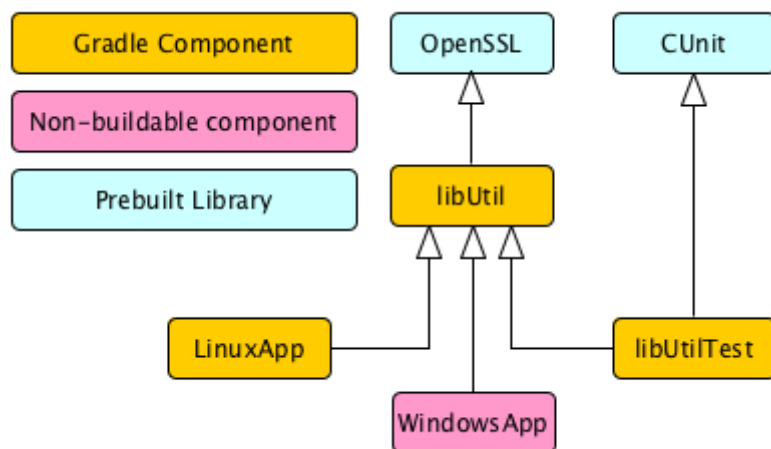 Gradle Component
OpenSSL
CUnit
Non-buildable component
Prebuilt Library
libUtil
LinuxApp
libUtilTest
WindowsApp